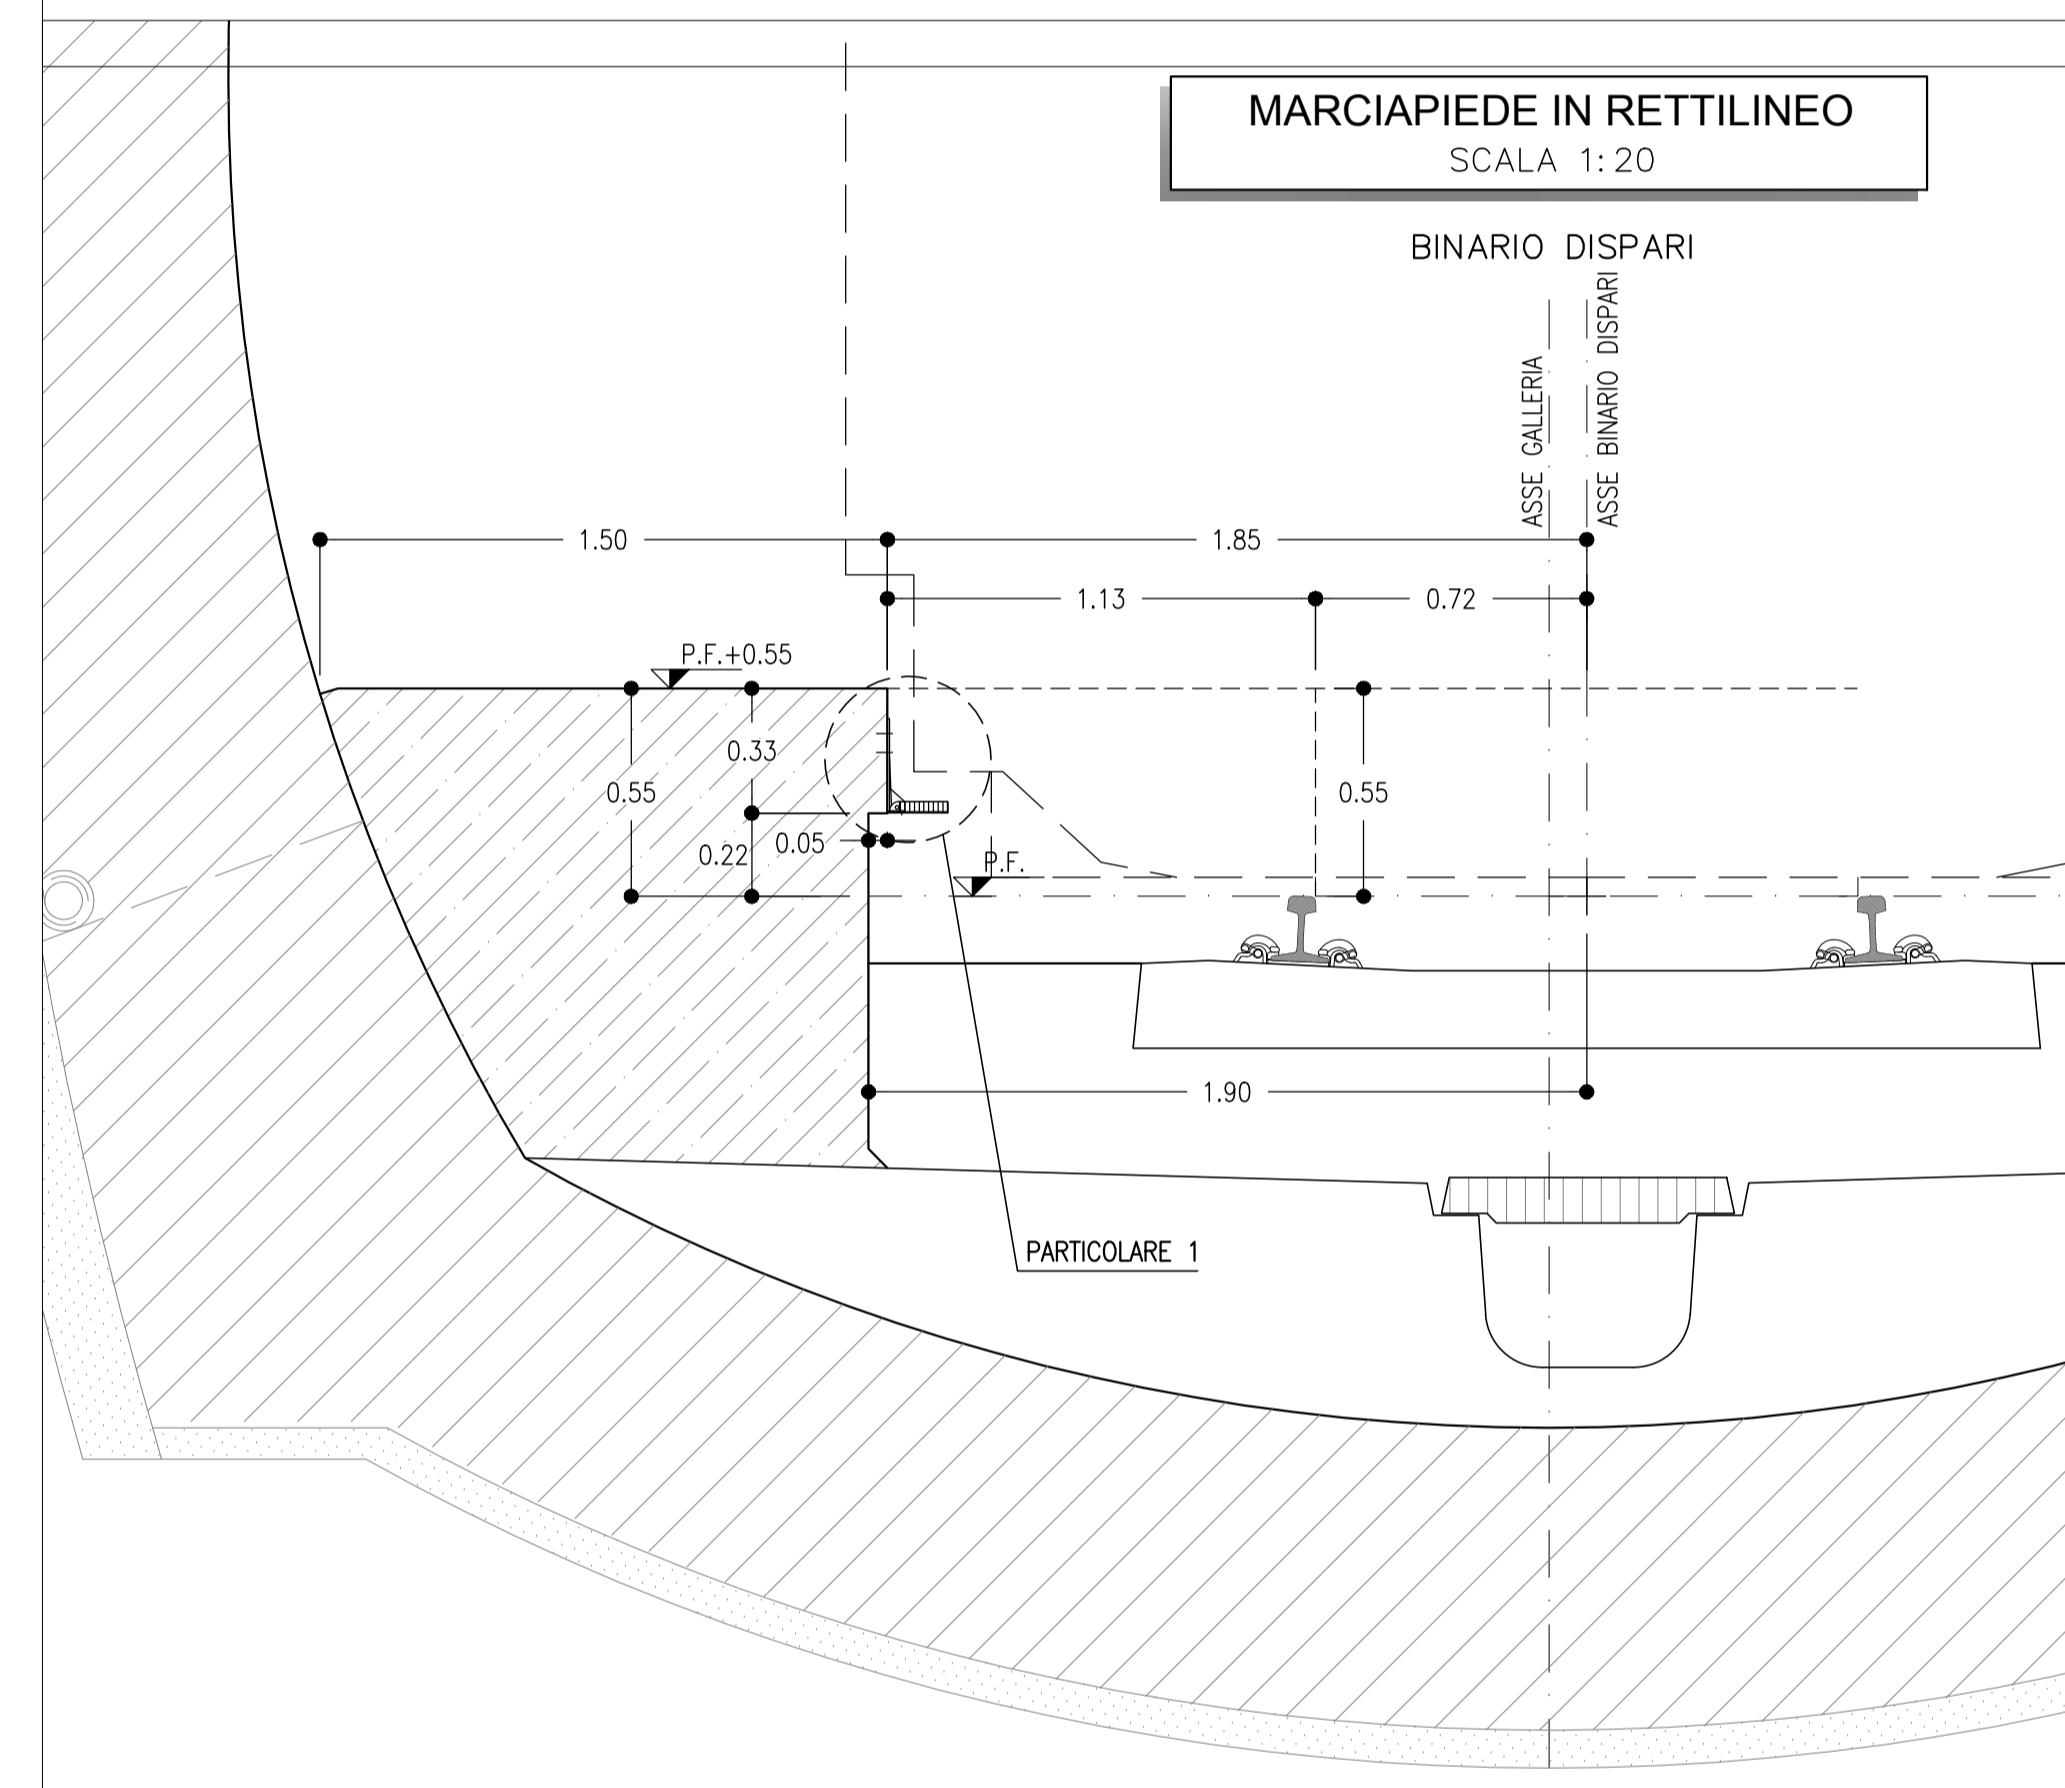 MARCIAPIEDE IN RETTILINEO
SCALA 1:20
BINARIO DISPARI
ASSE GALLERIA
ASSE BINARIO DISPARI
1.50
1.85
1.13
0.72
P.F.+0.55
0.33
0.55
0.55
0.05
0.22
P.F.
1.90
PARTICOLARE 1